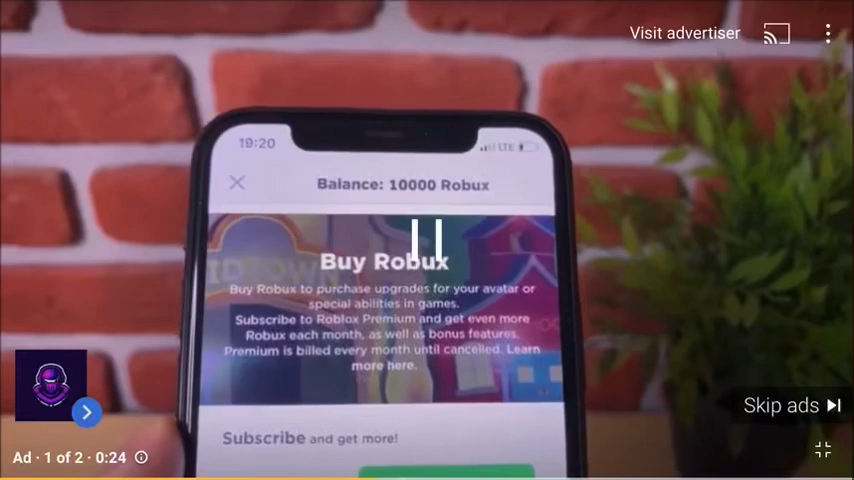 Visit advertiser
19:20
LTE
Balance: 10000 Robux
Buy Robux
Buy Robux to purchase upgrades for your avatar or
special abilities in games.
Subscribe to Roblox Premium and get even more
Robux each month, as well as bonus features.
Premium is billed every month until cancelled. Learn
more here.
Skip ads
Subscribe and get more!
Ad · 1 of 2 · 0:24